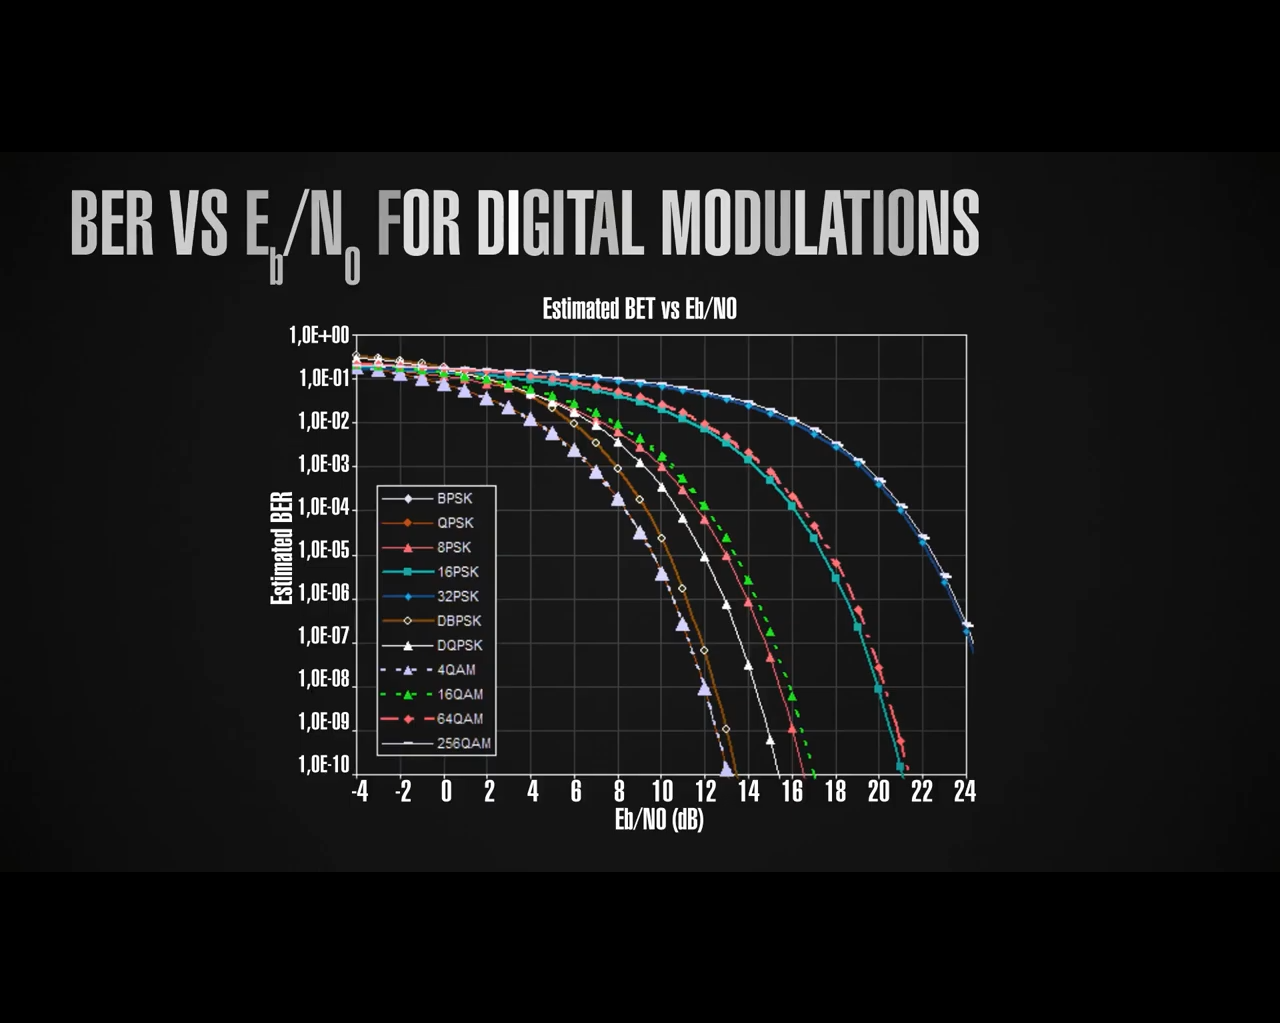 BER VS Eb/N0 FOR DIGITAL MODULATIONS
Estimated BET vs Eb/NO
1,0E+00
1,0E-01
1,0E-02
1,0E-03
1,0E-04
1,0E-05
1,0E-06
1,0E-07
1,0E-08
1,0E-09
1,0E-10
Estimated BER
BPSK
QPSK
8PSK
16PSK
32PSK
DBPSK
DQPSK
4QAM
16QAM
64QAM
256QAM
-4 -2 0 2 4 6 8 10 12 14 16 18 20 22 24
Eb/NO (dB)